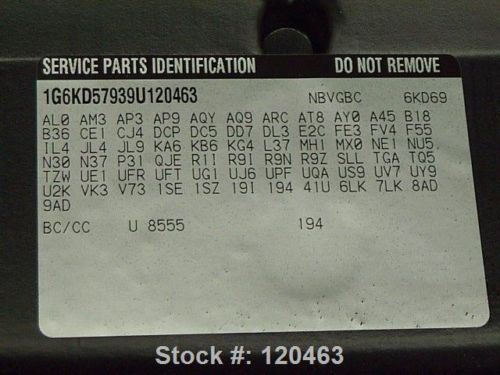 SERVICE PARTS IDENTIFICATION DO NOT REMOVE
1G6KD57939U120463 NBVGBC 6KD69
AL0 AM3 AP3 AP9 AQY AQ9 ARC AT8 AY0 A45 B18
B36 CE1 CJ4 DCP DC5 DD7 DL3 E2C FE3 FV4 F55
IL4 JL4 JL9 KA6 KB6 KG4 L37 MH1 MX0 NE1 NU5
N30 N37 P31 QJE R1I R9I R9N R9Z SLL TGA TQ5
TZW UE1 UFR UFT UG1 UJ6 UPF UQA US9 UV7 UY9
U2K VK3 V73 1SE 1SZ 19I 194 41U 6LK 7LK 8AD
9AD
BC/CC U 8555 194
Stock #: 120463